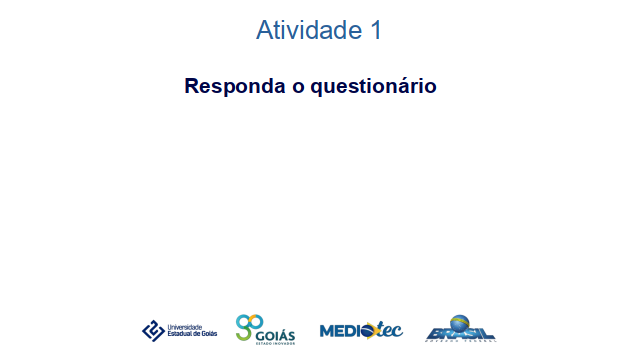 Atividade 1
Responda o questionário
Universidade
Estadual de Goiás
GOIÁS
ESTADO INOVADOR
MEDIOTEC
BRASIL
GOVERNO FEDERAL